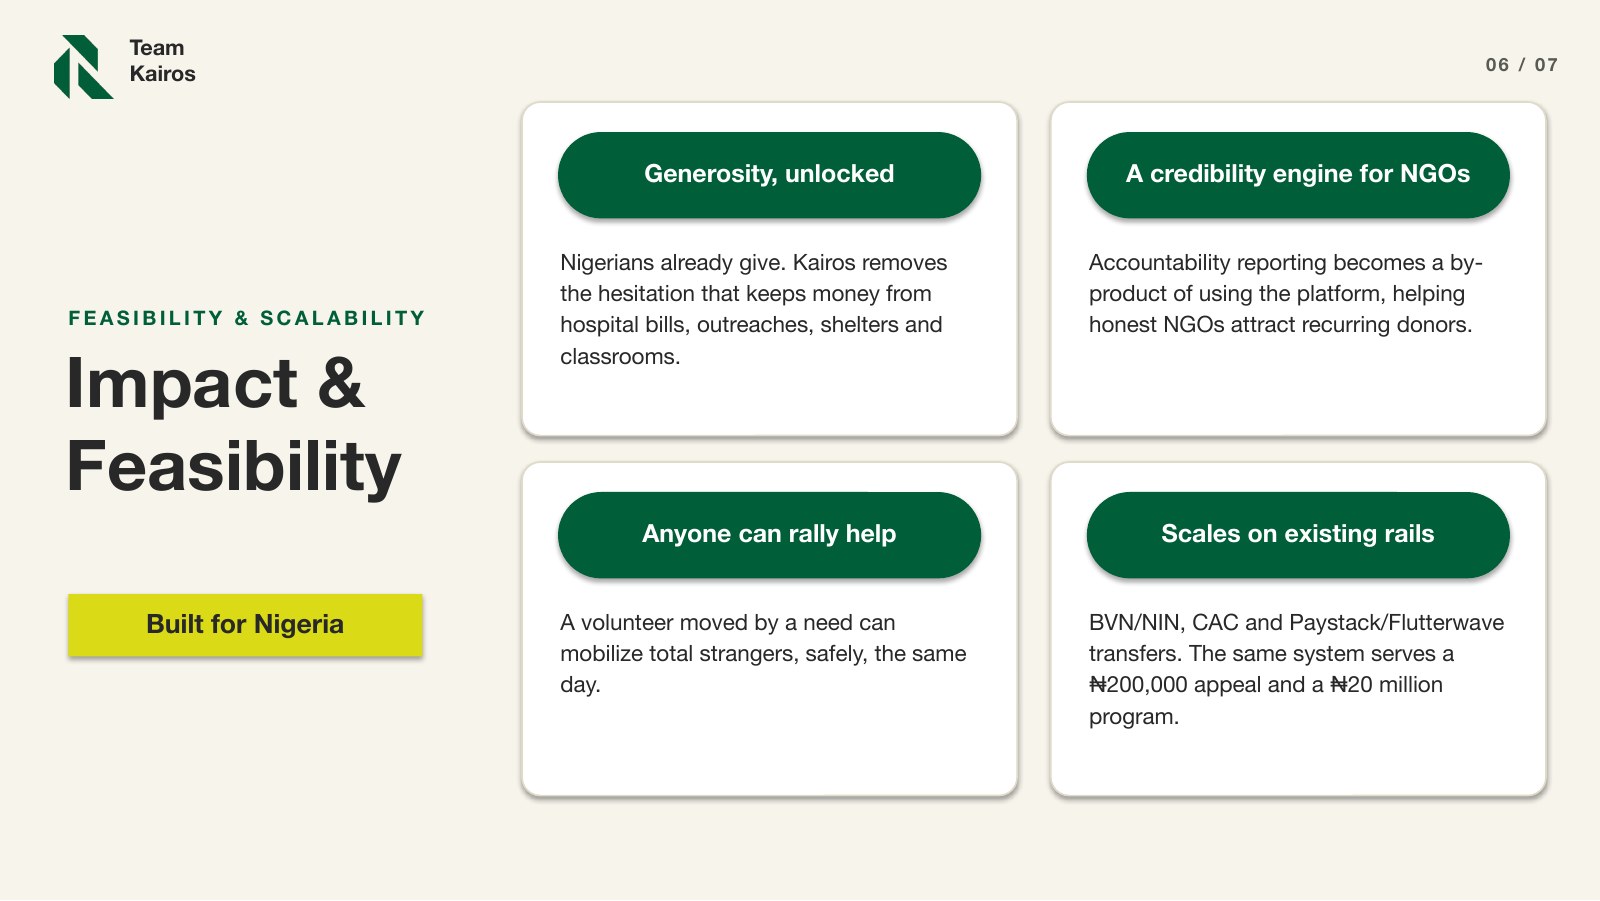 Team
Kairos
06 / 07
FEASIBILITY & SCALABILITY
Impact &
Feasibility
Built for Nigeria
Generosity, unlocked
Nigerians already give. Kairos removes
the hesitation that keeps money from
hospital bills, outreaches, shelters and
classrooms.
A credibility engine for NGOs
Accountability reporting becomes a by-
product of using the platform, helping
honest NGOs attract recurring donors.
Anyone can rally help
A volunteer moved by a need can
mobilize total strangers, safely, the same
day.
Scales on existing rails
BVN/NIN, CAC and Paystack/Flutterwave
transfers. The same system serves a
₦200,000 appeal and a ₦20 million
program.